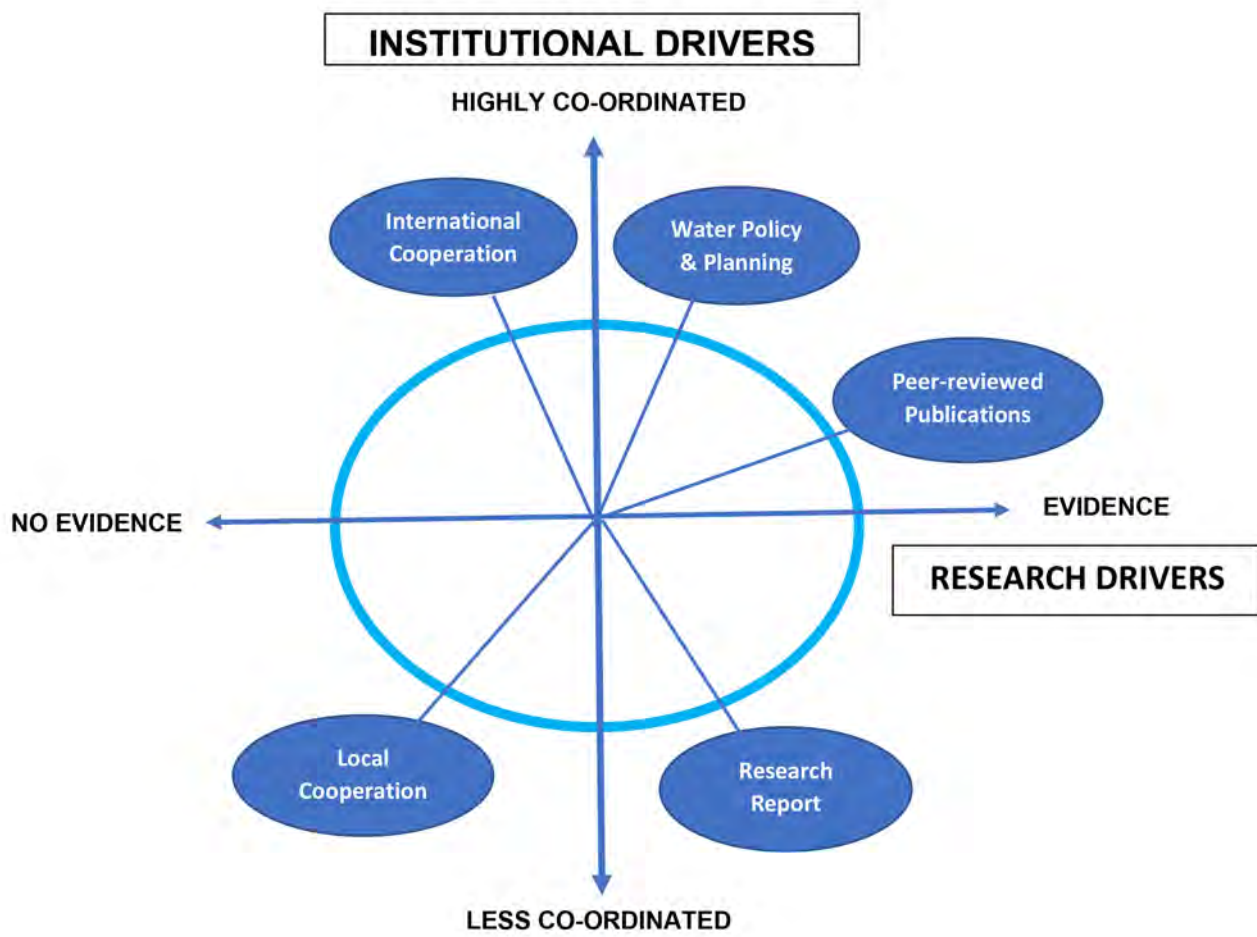 INSTITUTIONAL DRIVERS
HIGHLY CO-ORDINATED
International
Cooperation
Water Policy
& Planning
Peer-reviewed
Publications
NO EVIDENCE
EVIDENCE
RESEARCH DRIVERS
Local
Cooperation
Research
Report
LESS CO-ORDINATED